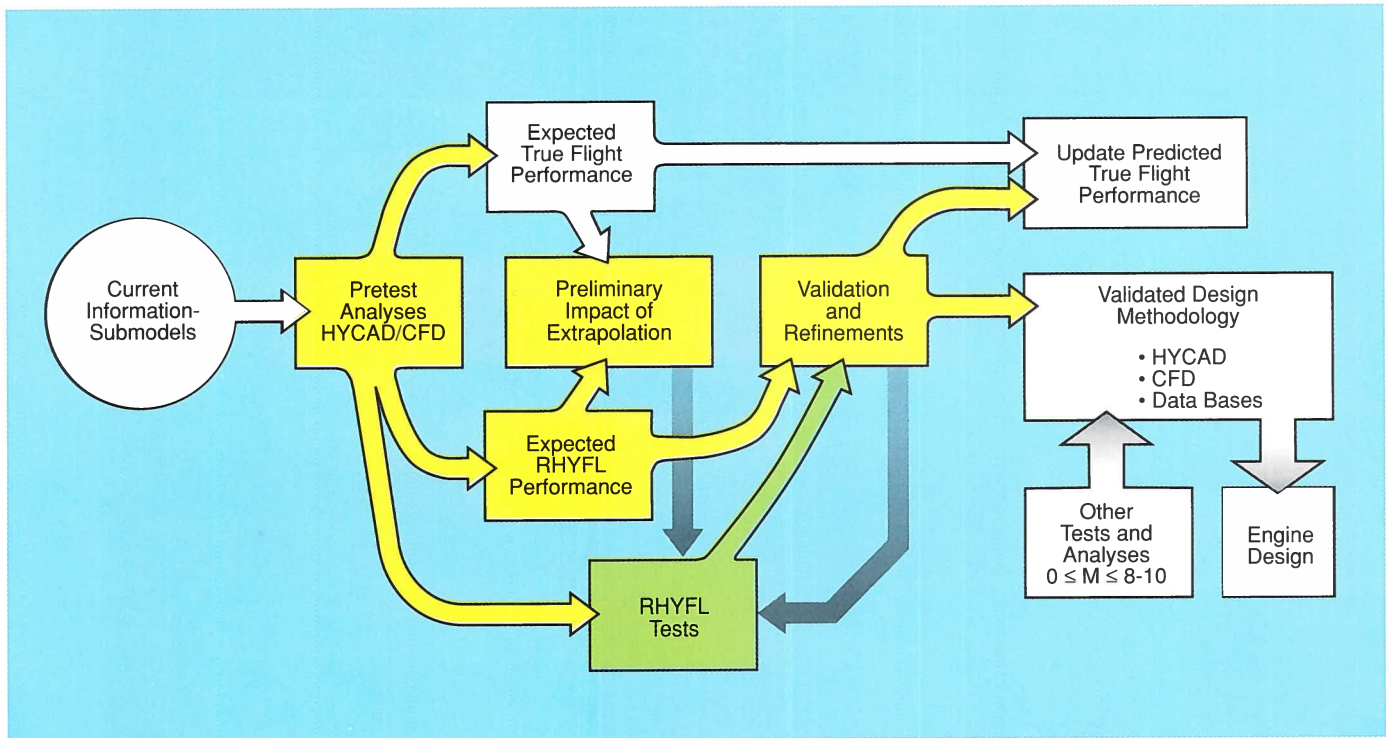 Current
Information-
Submodels
Pretest
Analyses
HYCAD/CFD
Expected
True Flight
Performance
Preliminary
Impact of
Extrapolation
Expected
RHYFL
Performance
RHYFL
Tests
Validation
and
Refinements
Update Predicted
True Flight
Performance
Validated Design
Methodology
• HYCAD
• CFD
• Data Bases
Other
Tests and
Analyses
0 ≤ M ≤ 8-10
Engine
Design